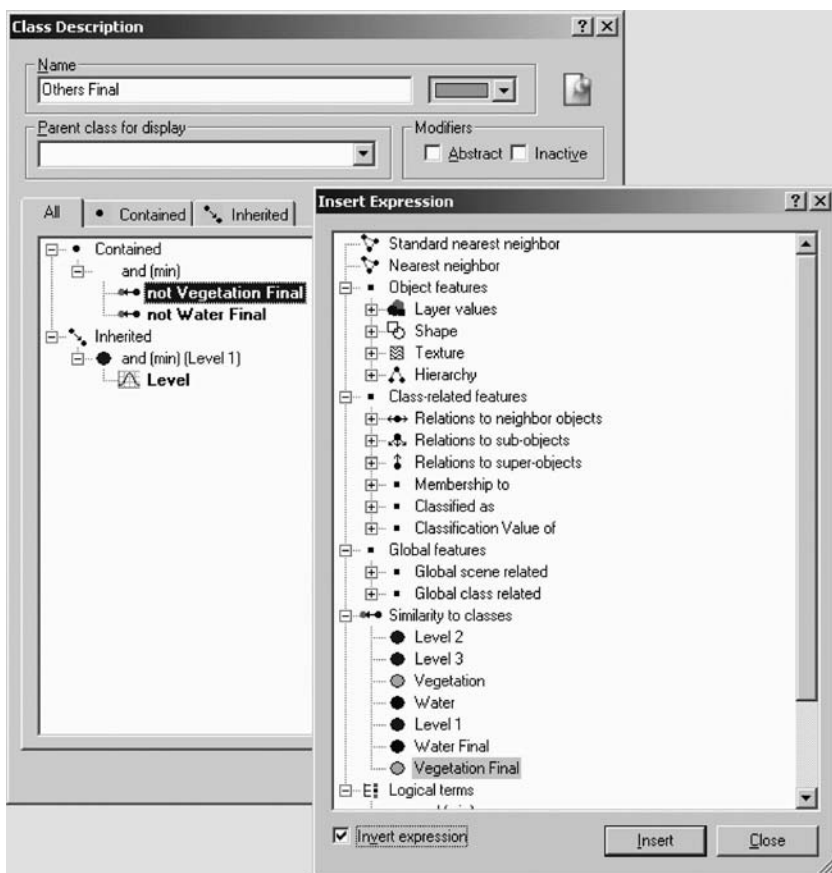 Class Description
Name
Others Final
Parent class for display
Modifiers
Abstract
Inactive
All
Contained
Inherited
Contained
and (min)
not Vegetation Final
not Water Final
Inherited
and (min) (Level 1)
Level
Insert Expression
Standard nearest neighbor
Nearest neighbor
Object features
Layer values
Shape
Texture
Hierarchy
Class-related features
Relations to neighbor objects
Relations to sub-objects
Relations to super-objects
Membership to
Classified as
Classification Value of
Global features
Global scene related
Global class related
Similarity to classes
Level 2
Level 3
Vegetation
Water
Level 1
Water Final
Vegetation Final
Logical terms
Invert expression
Insert
Close